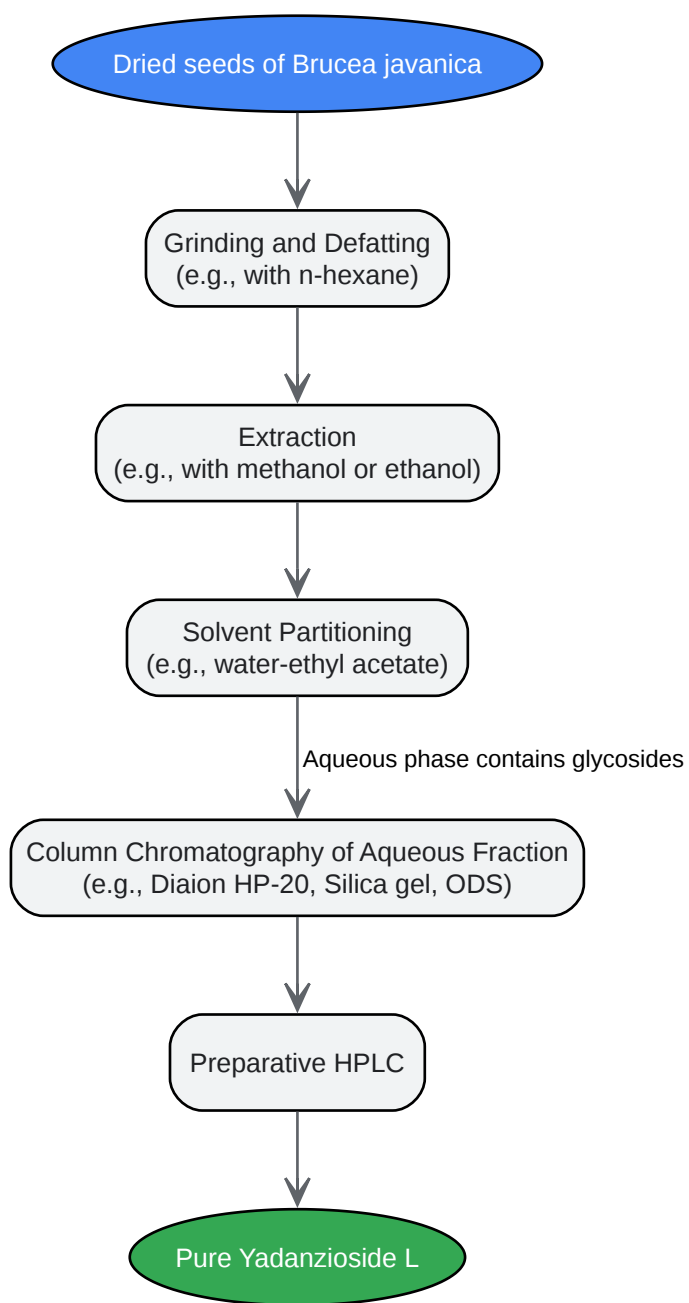 Dried seeds of Brucea javanica
Grinding and Defatting
(e.g., with n-hexane)
Extraction
(e.g., with methanol or ethanol)
Solvent Partitioning
(e.g., water-ethyl acetate)
Aqueous phase contains glycosides
Column Chromatography of Aqueous Fraction
(e.g., Diaion HP-20, Silica gel, ODS)
Preparative HPLC
Pure Yadanzioside L